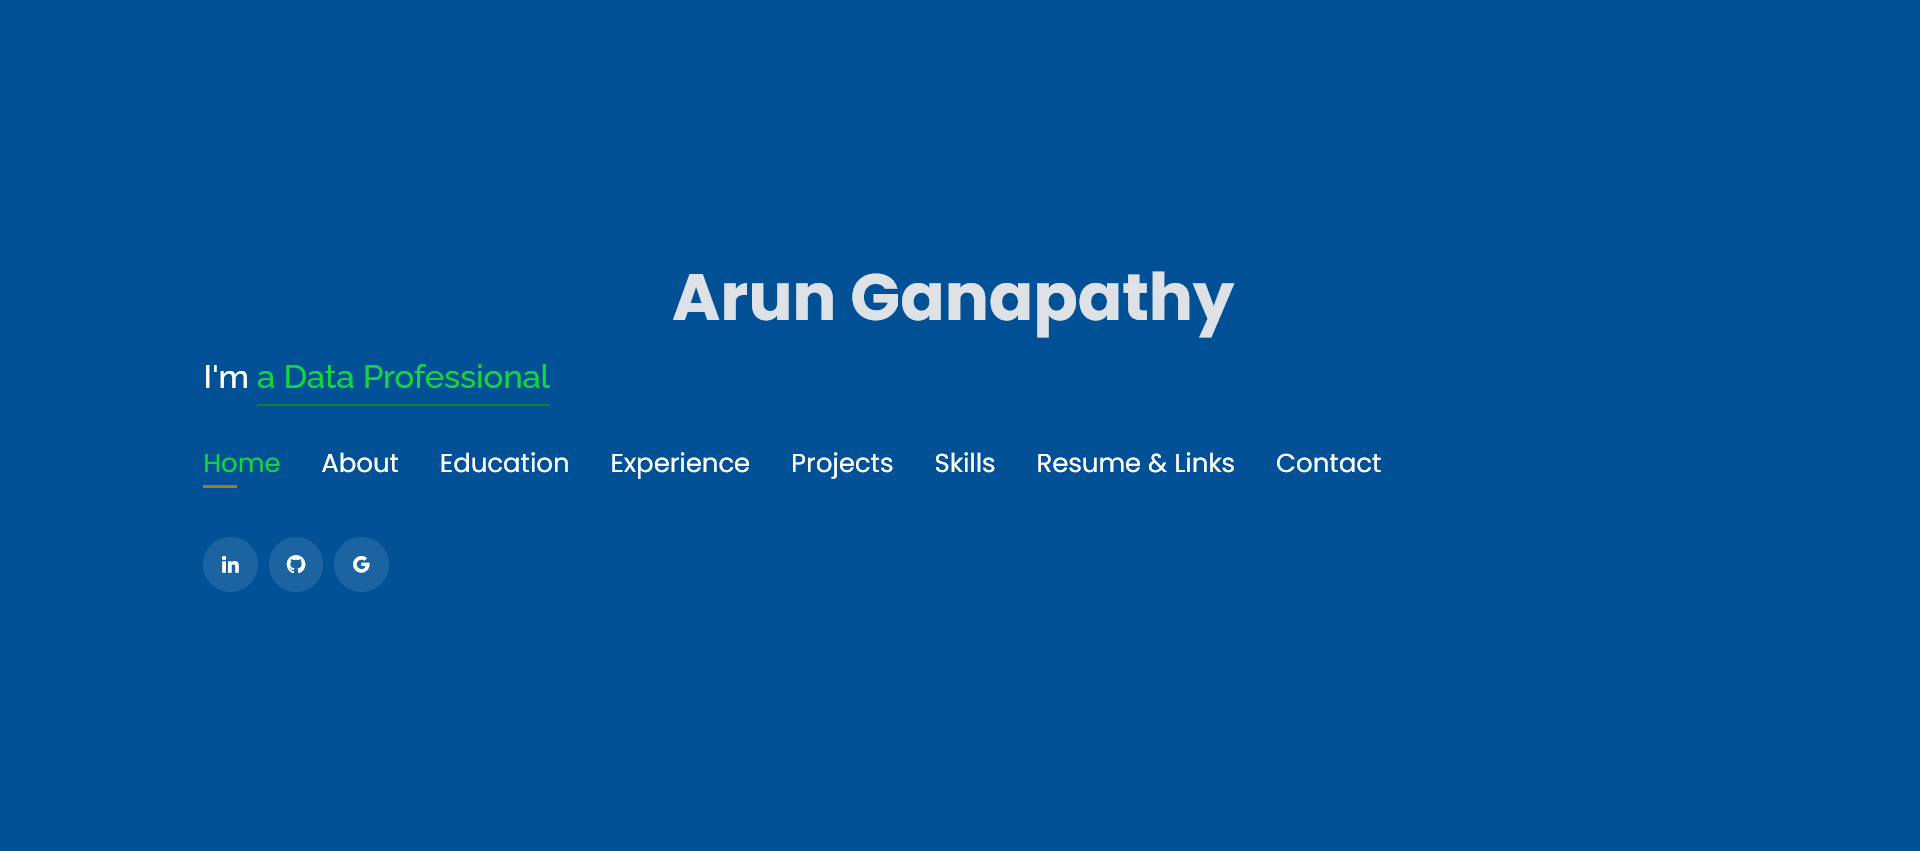 Arun Ganapathy
I'm a Data Professional
Home About Education Experience Projects Skills Resume & Links Contact
in G